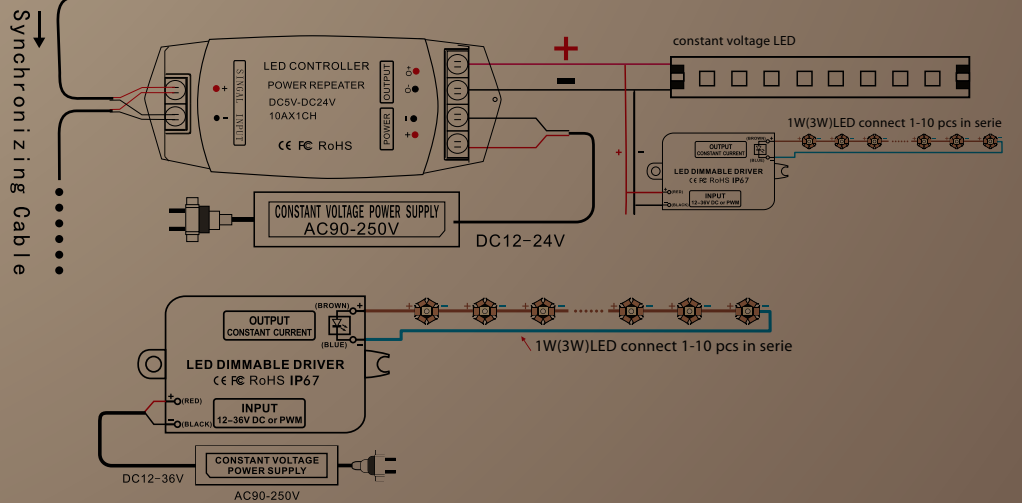 Synchronizing Cable
constant voltage LED
LED CONTROLLER
POWER REPEATER
DC5V-DC24V
10AX1CH
CE FC RoHS
SINGAL INPUT
+
-
OUTPUT
POWER
O+
O-
I-
I+
+
-
1W(3W)LED connect 1-10 pcs in serie
(BROWN) +
OUTPUT
CONSTANT CURRENT
(BLUE) -
LED DIMMABLE DRIVER
CE FC RoHS IP67
+ (RED)
INPUT
12-36V DC or PWM
- (BLACK)
CONSTANT VOLTAGE POWER SUPPLY
AC90-250V
DC12-24V
(BROWN) +
OUTPUT
CONSTANT CURRENT
(BLUE) -
1W(3W)LED connect 1-10 pcs in serie
LED DIMMABLE DRIVER
CE FC RoHS IP67
+ (RED)
INPUT
12-36V DC or PWM
- (BLACK)
CONSTANT VOLTAGE
POWER SUPPLY
DC12-36V
AC90-250V